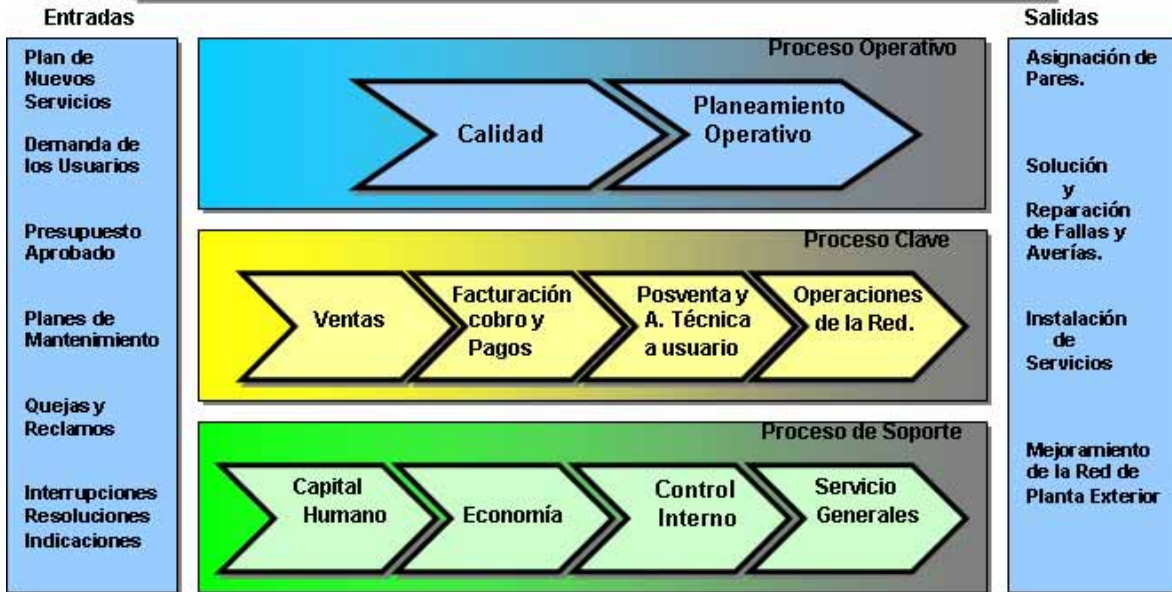 Entradas
Salidas
Plan de
Nuevos
Servicios
Demanda de
los Usuarios
Presupuesto
Aprobado
Planes de
Mantenimiento
Quejas y
Reclamos
Interrupciones
Resoluciones
Indicaciones
Proceso Operativo
Calidad
Planeamiento
Operativo
Proceso Clave
Ventas
Facturación
cobro y
Pagos
Posventa y
A. Técnica
a usuario
Operaciones
de la Red.
Proceso de Soporte
Capital
Humano
Economía
Control
Interno
Servicio
Generales
Asignación de
Pares.
Solución
y
Reparación
de Fallas y
Averías.
Instalación
de
Servicios
Mejoramiento
de la Red de
Planta Exterior